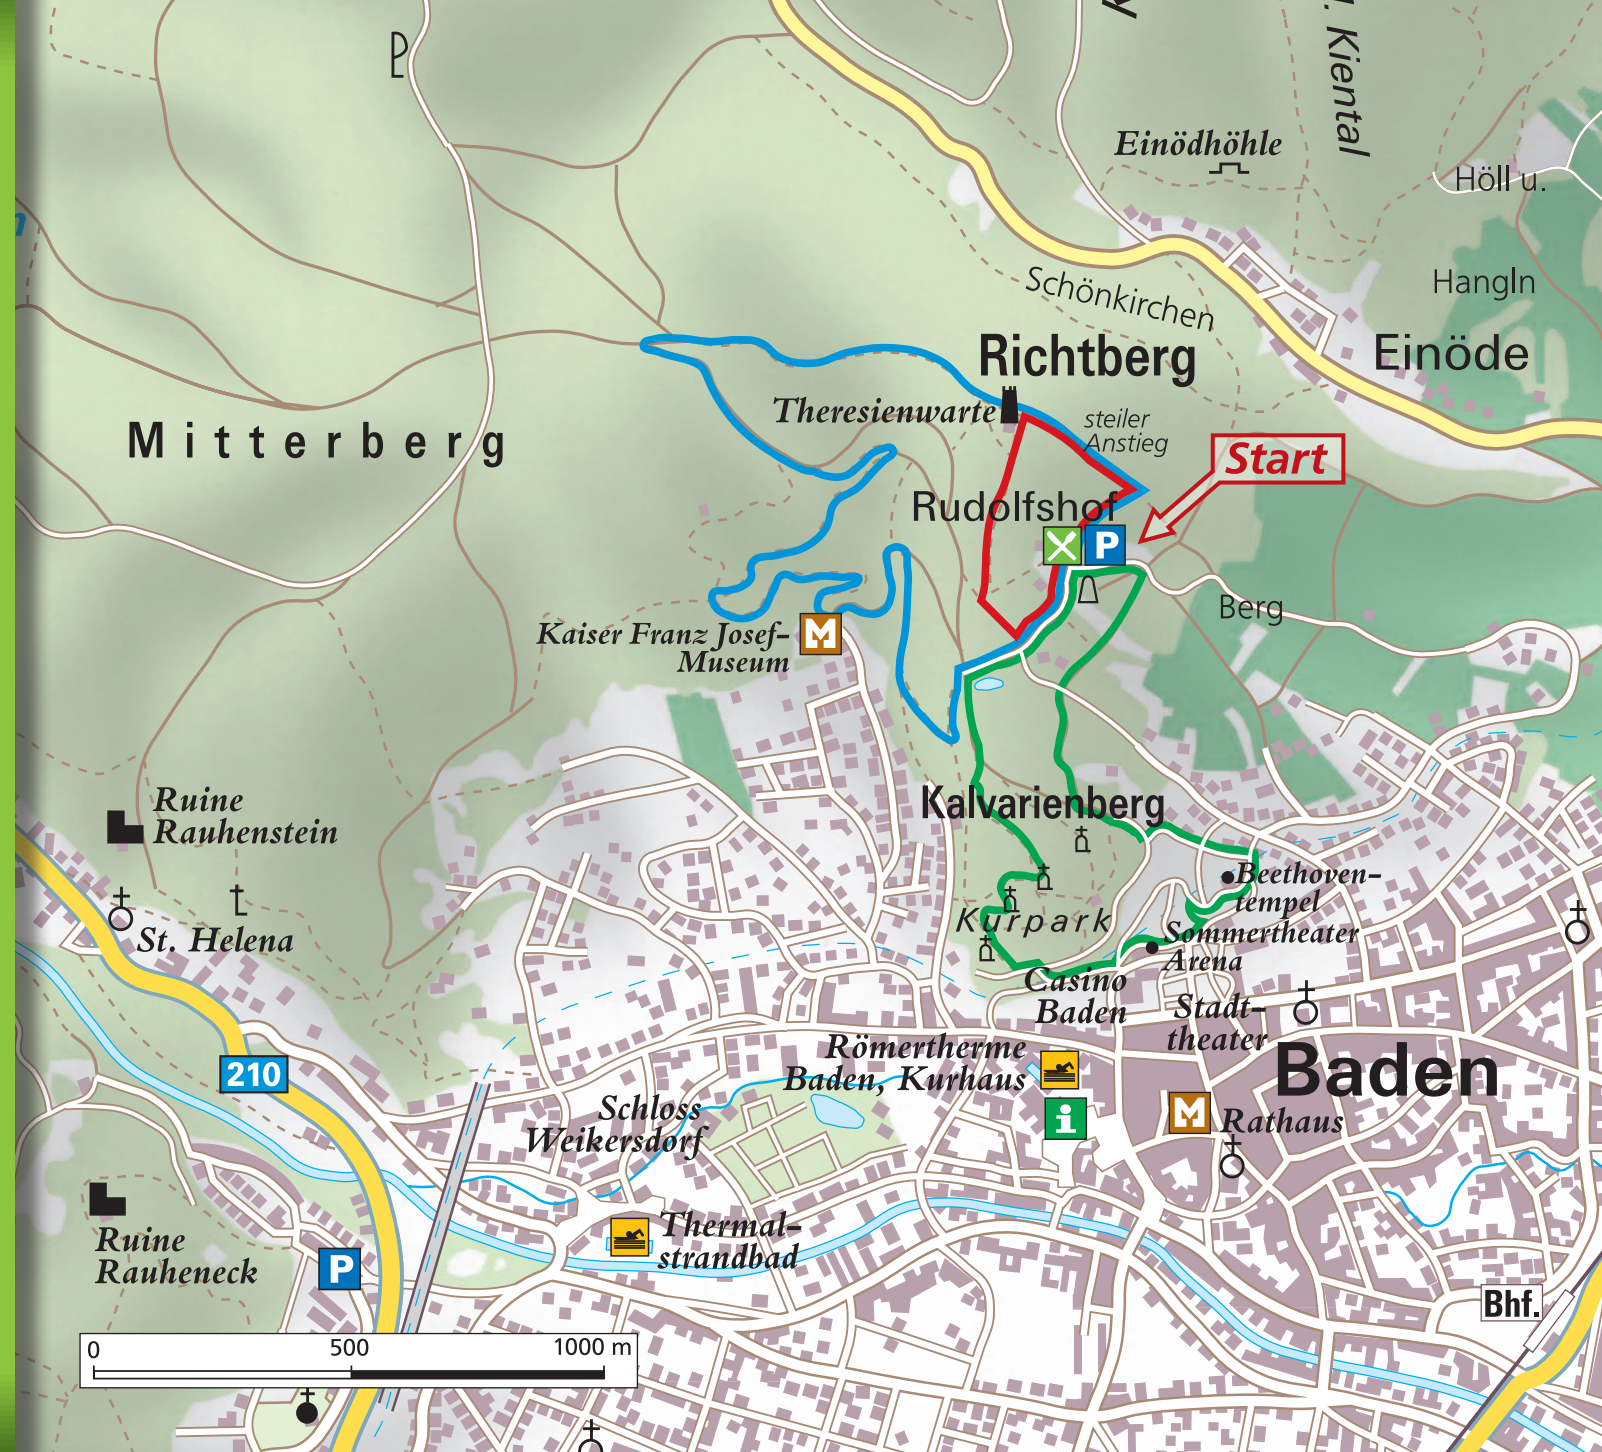 Kiental
Einödhöhle
Höll u.
Hangln
Schönkirchen
Richtberg
Einöde
Theresienwarte
steiler
Anstieg
Mitterberg
Start
Rudolfshof
P
Berg
Kaiser Franz Josef-
Museum
M
Kalvarienberg
Ruine
Rauhenstein
Beethoven-
tempel
Kurpark
St. Helena
Sommertheater
Arena
Casino
Baden
Stadt-
theater
Römertherme
Baden, Kurhaus
Baden
210
Schloss
Weikersdorf
i
M
Rathaus
Ruine
Rauheneck
P
Thermal-
strandbad
Bhf.
0 500 1000 m